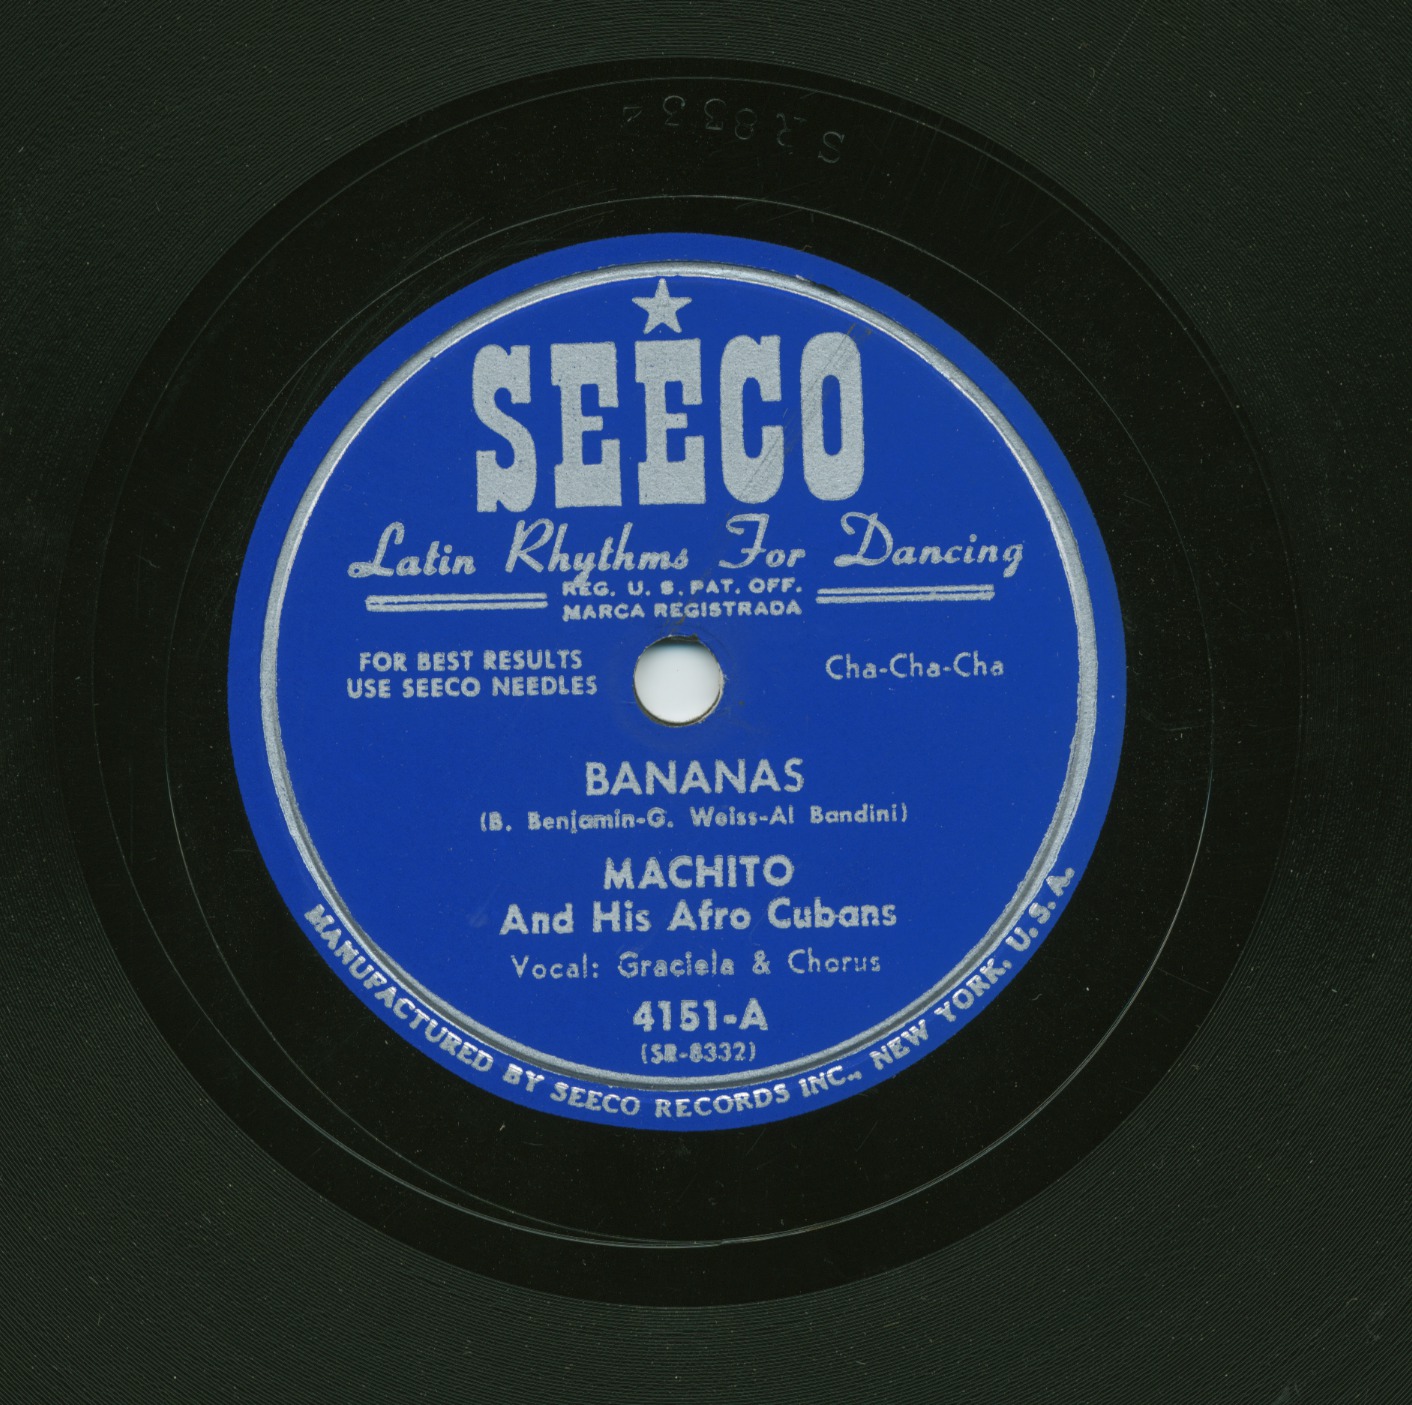 SR8332
SEECO
Latin Rhythms For Dancing
REG. U. S. PAT. OFF.
MARCA REGISTRADA
FOR BEST RESULTS
USE SEECO NEEDLES
Cha-Cha-Cha
BANANAS
(B. Benjamin-G. Weiss-Al Bandini)
MACHITO
And His Afro Cubans
Vocal: Graciela & Chorus
4151-A
(SR-8332)
MANUFACTURED BY SEECO RECORDS INC., NEW YORK, U. S. A.